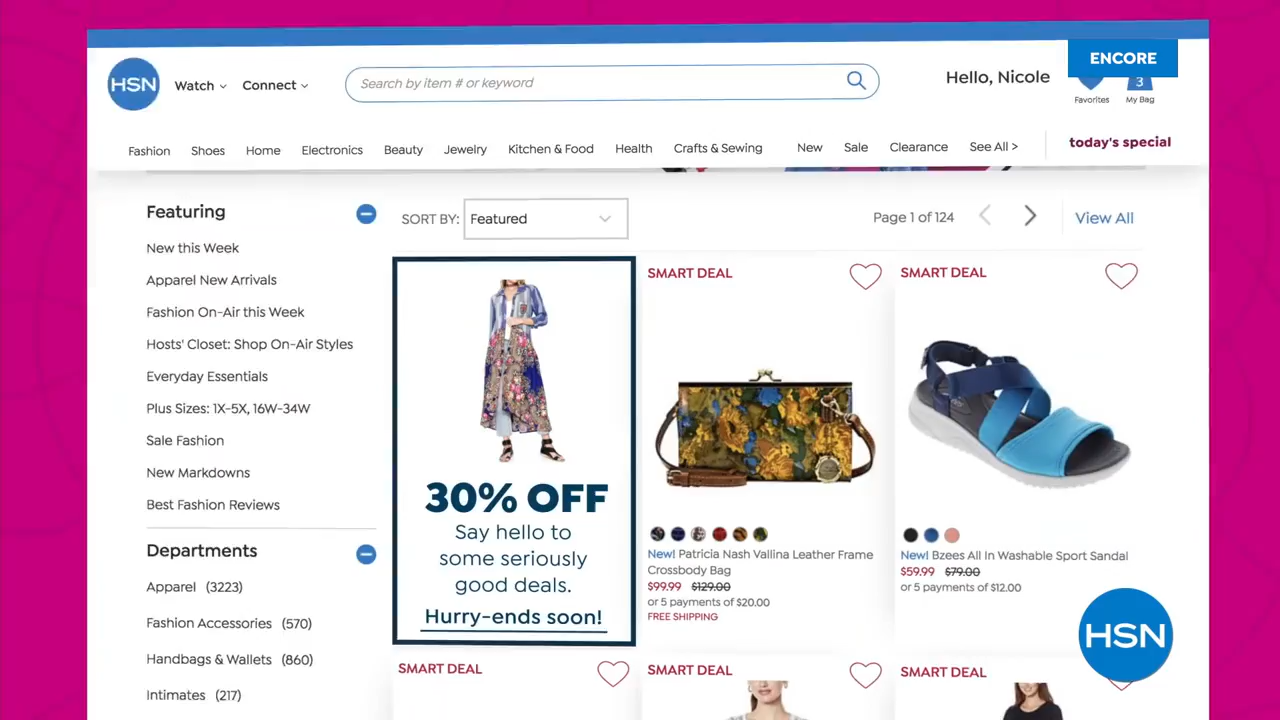 ENCORE
HSN
Watch
Connect
Search by item # or keyword
Hello, Nicole
3
Favorites
My Bag
Fashion
Shoes
Home
Electronics
Beauty
Jewelry
Kitchen & Food
Health
Crafts & Sewing
New
Sale
Clearance
See All >
today's special
Featuring
New this Week
Apparel New Arrivals
Fashion On-Air this Week
Hosts' Closet: Shop On-Air Styles
Everyday Essentials
Plus Sizes: 1X-5X, 16W-34W
Sale Fashion
New Markdowns
Best Fashion Reviews
Departments
Apparel (3223)
Fashion Accessories (570)
Handbags & Wallets (860)
Intimates (217)
SORT BY: Featured
Page 1 of 124
View All
30% OFF
Say hello to
some seriously
good deals.
Hurry-ends soon!
SMART DEAL
New! Patricia Nash Vallina Leather Frame
Crossbody Bag
$99.99 $129.00
or 5 payments of $20.00
FREE SHIPPING
SMART DEAL
New! Bzees All In Washable Sport Sandal
$59.99 $79.00
or 5 payments of $12.00
SMART DEAL
SMART DEAL
SMART DEAL
HSN